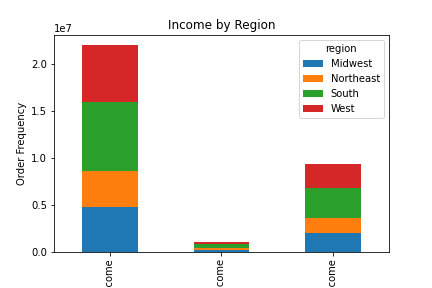 Income by Region
1e7
2.0
1.5
1.0
0.5
0.0
Order Frequency
region
Midwest
Northeast
South
West
come
come
come